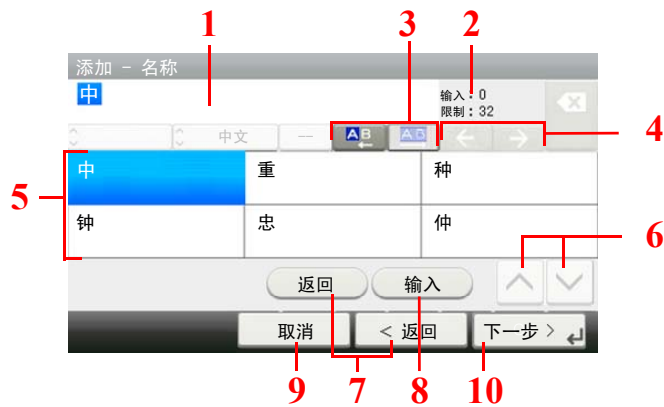 1 3 2
添加 - 名称
中
输入：0
限制：32
中文 — AB AB ← →
4
5
中 重 种
钟 忠 仲
6
返回 输入
取消 < 返回 下一步 >
9 7 8 10